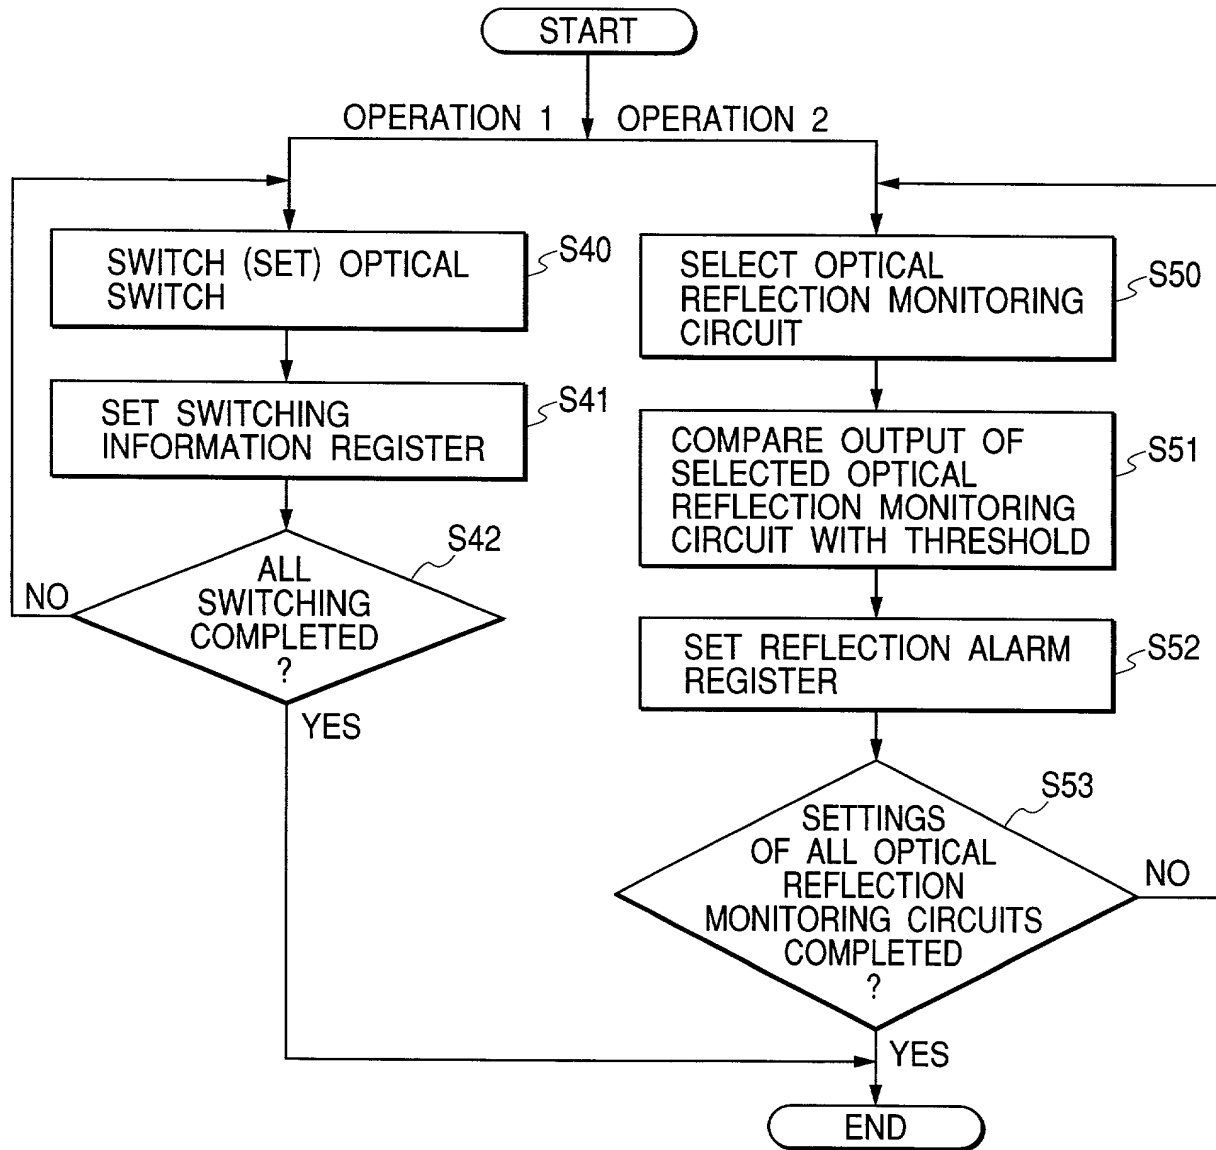 START
OPERATION 1
OPERATION 2
SWITCH (SET) OPTICAL
SWITCH
S40
SET SWITCHING
INFORMATION REGISTER
S41
ALL
SWITCHING
COMPLETED
?
S42
NO
YES
SELECT OPTICAL
REFLECTION MONITORING
CIRCUIT
S50
COMPARE OUTPUT OF
SELECTED OPTICAL
REFLECTION MONITORING
CIRCUIT WITH THRESHOLD
S51
SET REFLECTION ALARM
REGISTER
S52
SETTINGS
OF ALL OPTICAL
REFLECTION
MONITORING CIRCUITS
COMPLETED
?
S53
NO
YES
END